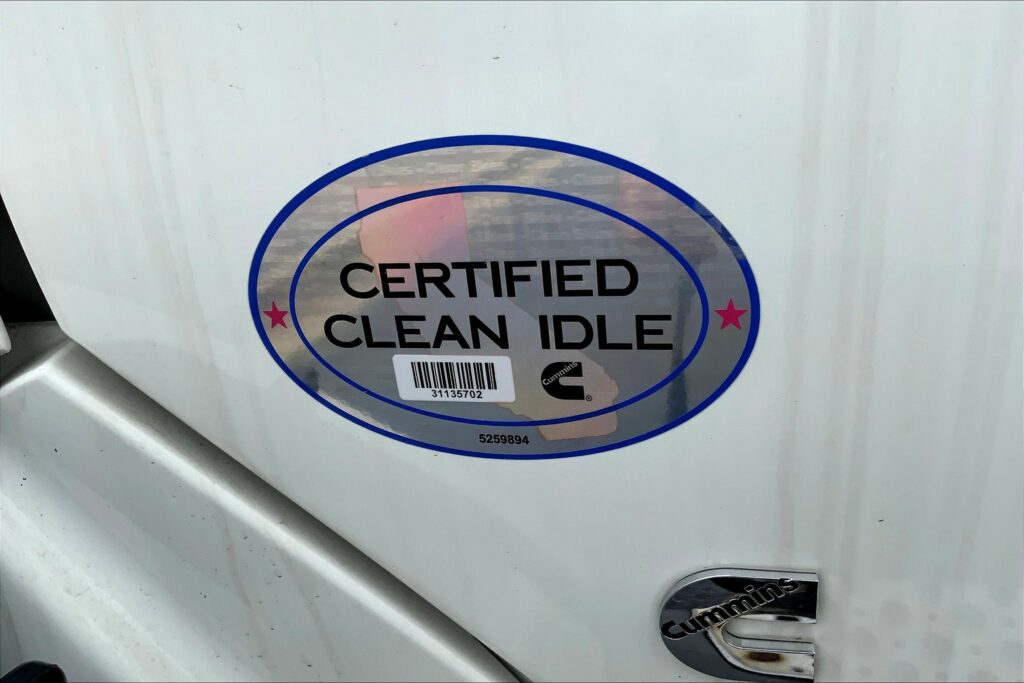 CERTIFIED
CLEAN IDLE
31135702
Cummins
®
5259894
Cummins